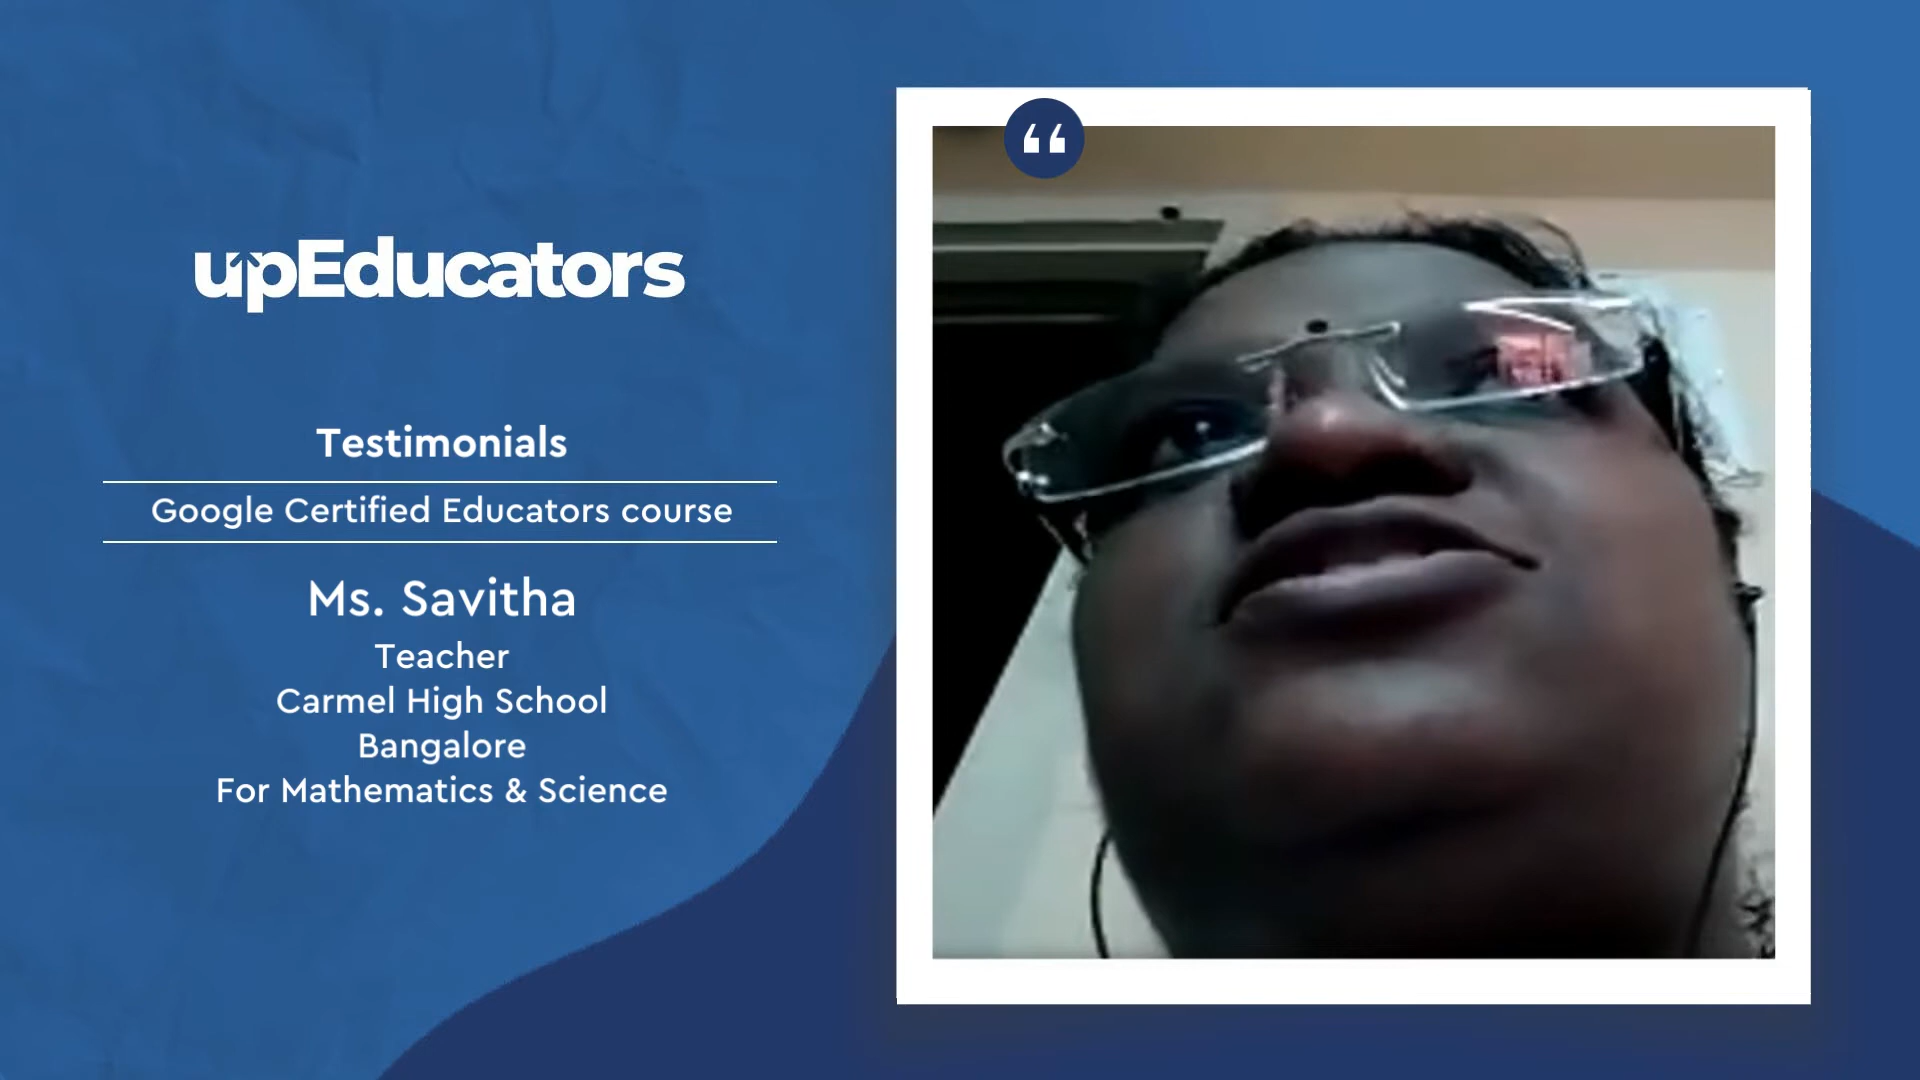 upEducators
Testimonials
Google Certified Educators course
Ms. Savitha
Teacher
Carmel High School
Bangalore
For Mathematics & Science